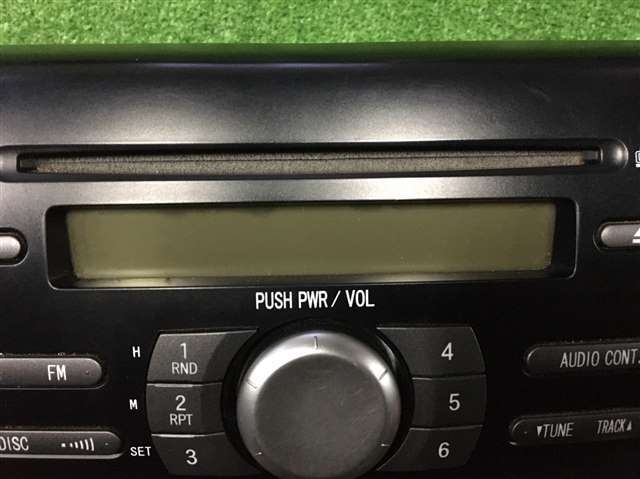 PUSH PWR / VOL
H 1 RND 4
FM AUDIO CONT.
M 2 RPT 5
DISC ▼TUNE TRACK▲
SET 3 6